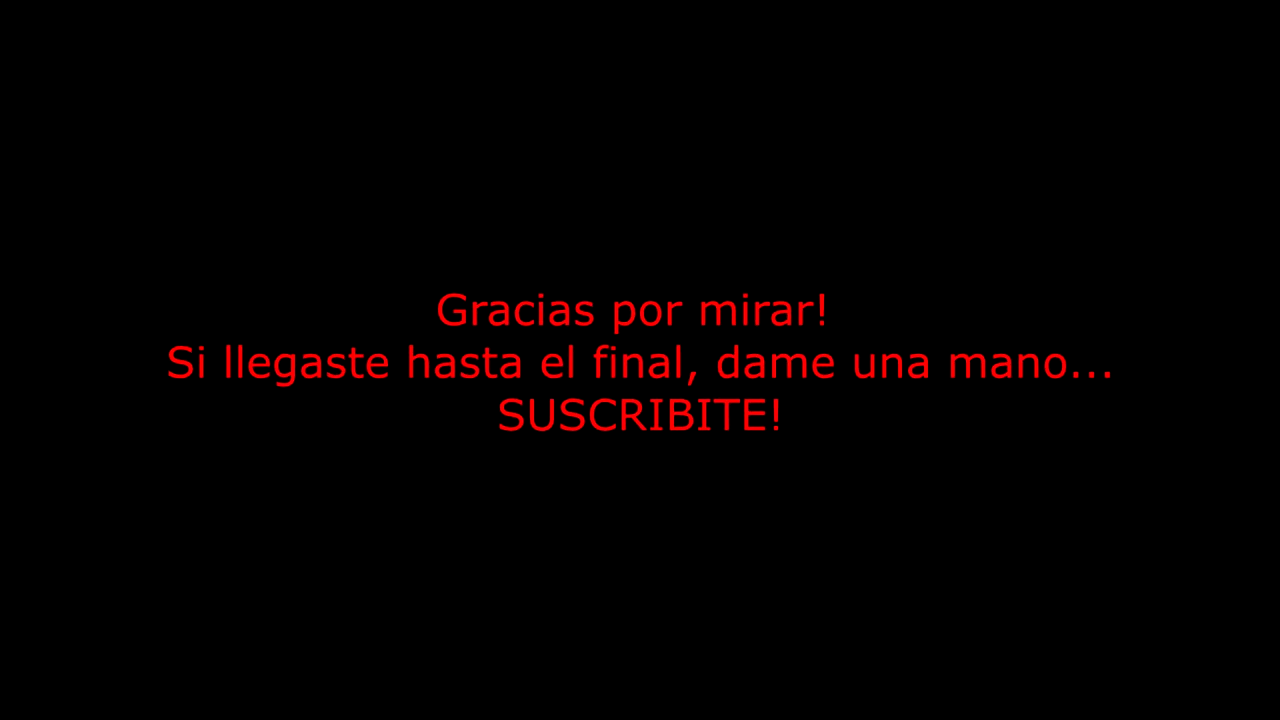 Gracias por mirar!
Si llegaste hasta el final, dame una mano...
SUSCRIBITE!